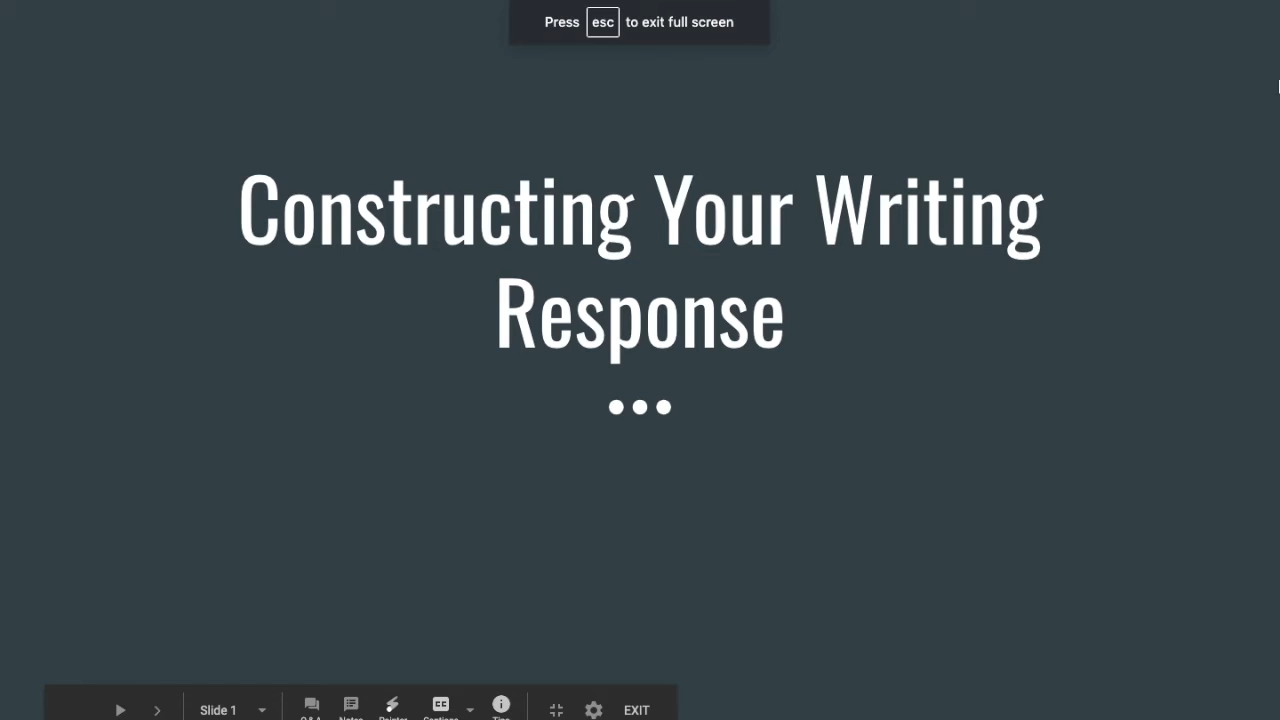 Press esc to exit full screen
Constructing Your Writing
Response
Slide 1
EXIT